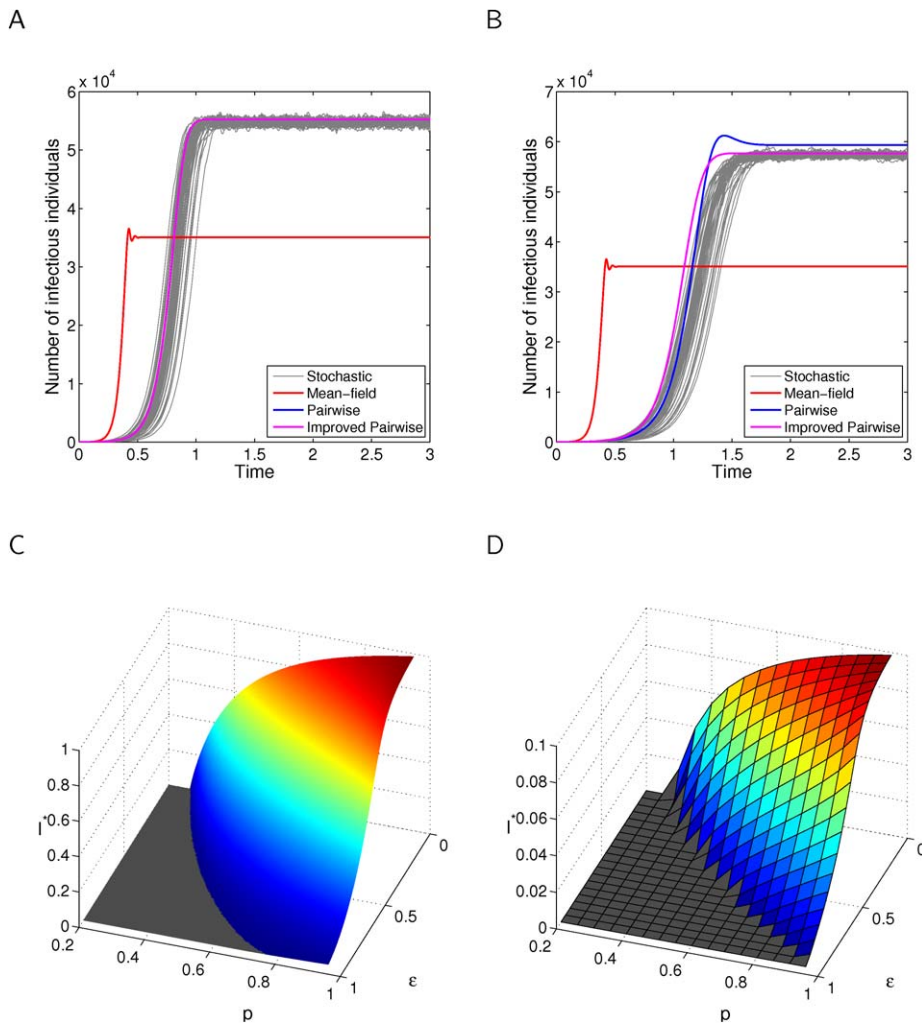 A
B
× 10⁴
6
5
4
3
2
1
0
Number of infectious individuals
0
0.5
1
1.5
2
2.5
3
Time
Stochastic
Mean-field
Pairwise
Improved Pairwise
× 10⁴
7
6
5
4
3
2
1
0
Number of infectious individuals
0
0.5
1
1.5
2
2.5
3
Time
Stochastic
Mean-field
Pairwise
Improved Pairwise
C
D
1
0.8
0.6
0.4
0.2
0
I*
0.2
0.4
0.6
0.8
1
p
1
0.5
0
ε
0.1
0.08
0.06
0.04
0.02
0
I*
0.2
0.4
0.6
0.8
1
p
1
0.5
0
ε